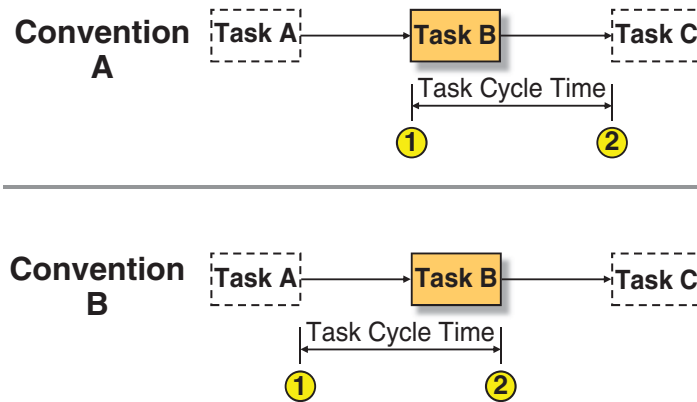 Convention
A
Task A
Task B
Task C
Task Cycle Time
1
2
Convention
B
Task A
Task B
Task C
Task Cycle Time
1
2